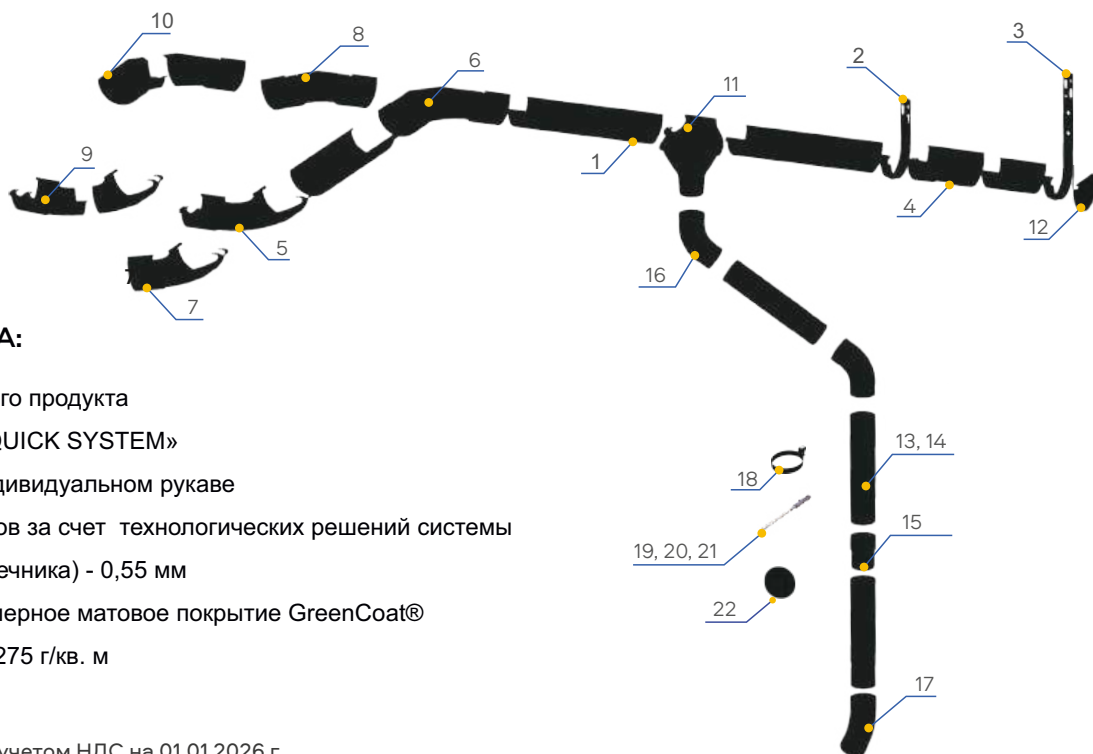 10
8
6
3
2
11
9
1
4
12
5
16
7
А:
го продукта
QUICK SYSTEM»
дивидуальном рукаве
13, 14
18
ов за счет технологических решений системы
15
19, 20, 21
ечника) - 0,55 мм
мерное матовое покрытие GreenCoat®
22
275 г/кв. м
17
учетом НДС на 01.01.2026 г.